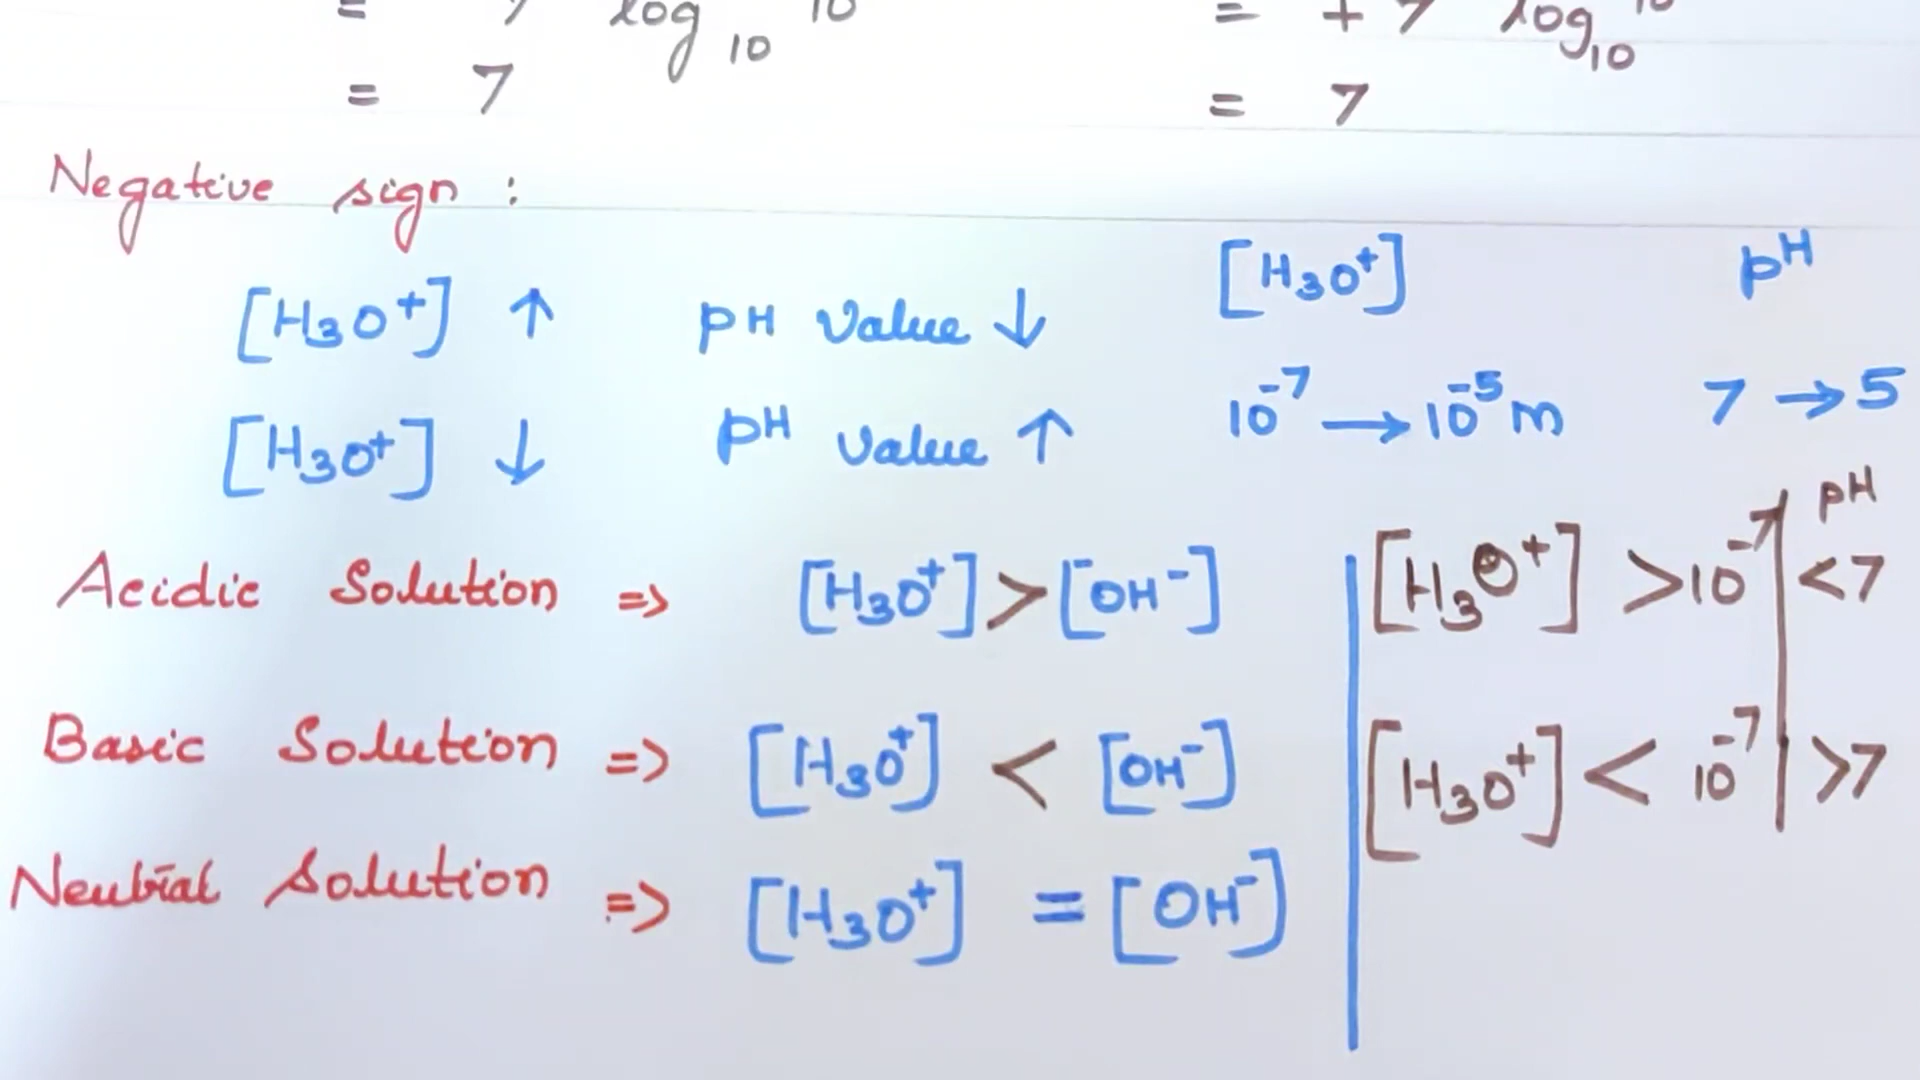 = 7 log₁₀ 10 = + 7 log₁₀ 10
= 7 = 7
Negative sign :
[H₃O⁺] ↑ pH Value ↓ [H₃O⁺] pH
[H₃O⁺] ↓ pH Value ↑ 10⁻⁷ → 10⁻⁵ m 7 → 5
pH
Acidic Solution => [H₃O⁺] > [OH⁻] [H₃O⁺] > 10⁻⁷ < 7
Basic Solution => [H₃O⁺] < [OH⁻] [H₃O⁺] < 10⁻⁷ > 7
Neutral Solution => [H₃O⁺] = [OH⁻]